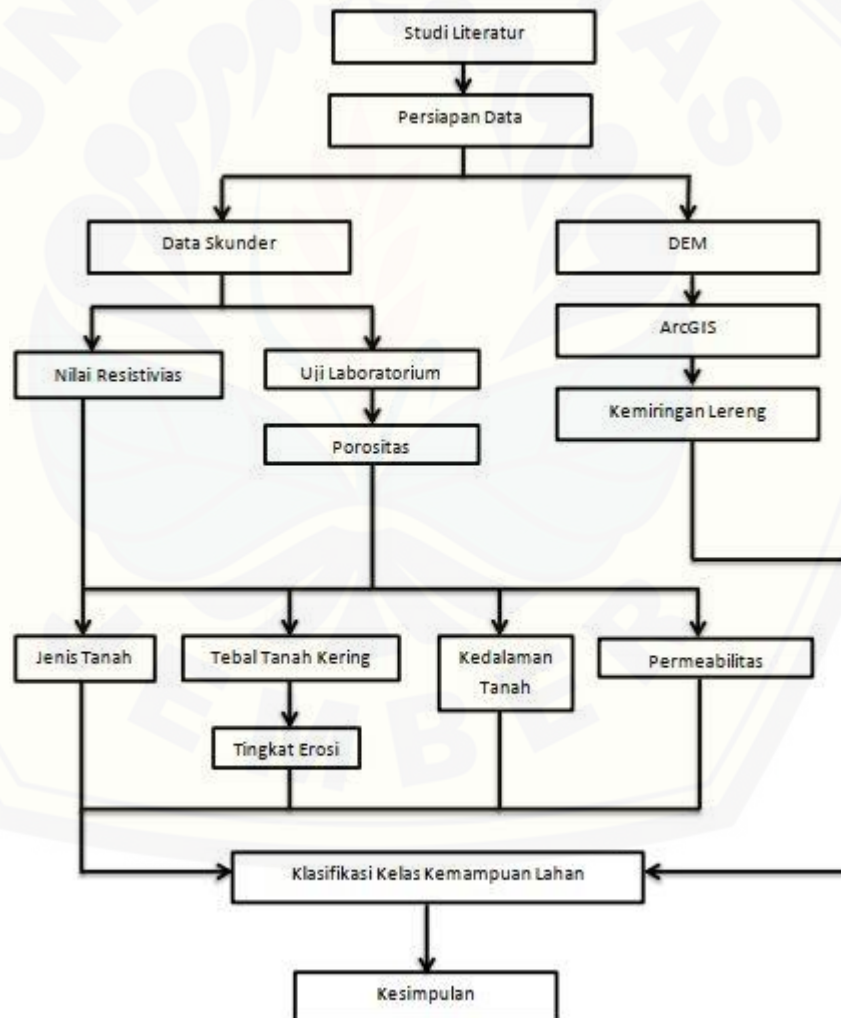 Studi Literatur
Persiapan Data
Data Skunder
DEM
ArcGIS
Nilai Resistivias
Uji Laboratorium
Kemiringan Lereng
Porositas
Jenis Tanah
Tebal Tanah Kering
Kedalaman
Tanah
Permeabilitas
Tingkat Erosi
Klasifikasi Kelas Kemampuan Lahan
Kesimpulan